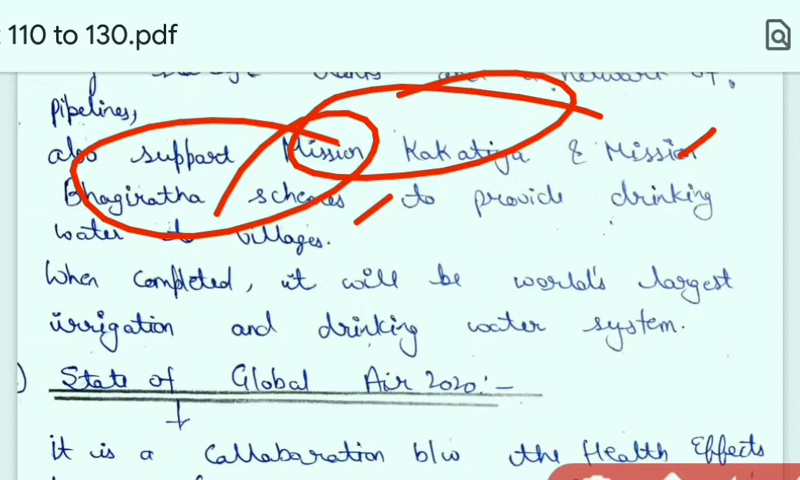 110 to 130.pdf
network of
pipelines,
also support Mission Kakatiya & Mission
Bhagiratha schemes to provide drinking
water to villages.
When completed, it will be world's largest
irrigation and drinking water system.
) State of Global Air 2020:-
it is a Collaboration b/w the Health Effects